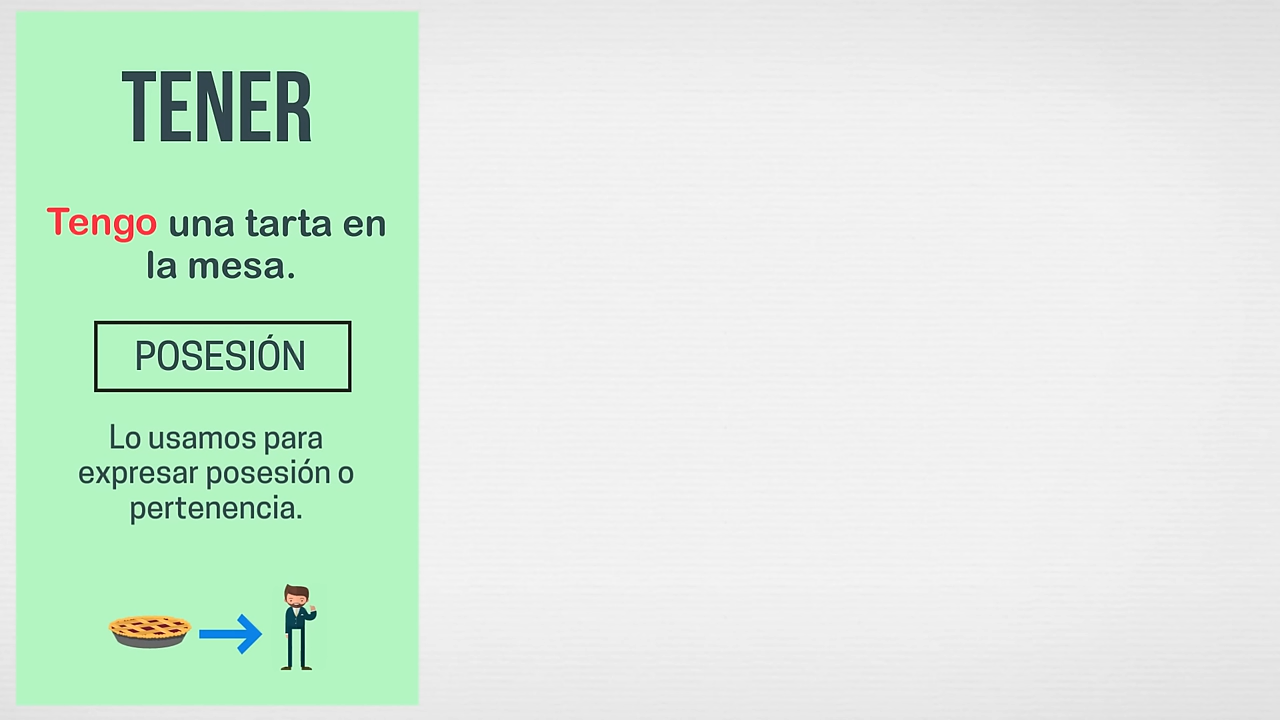 TENER
Tengo una tarta en
la mesa.
POSESIÓN
Lo usamos para
expresar posesión o
pertenencia.